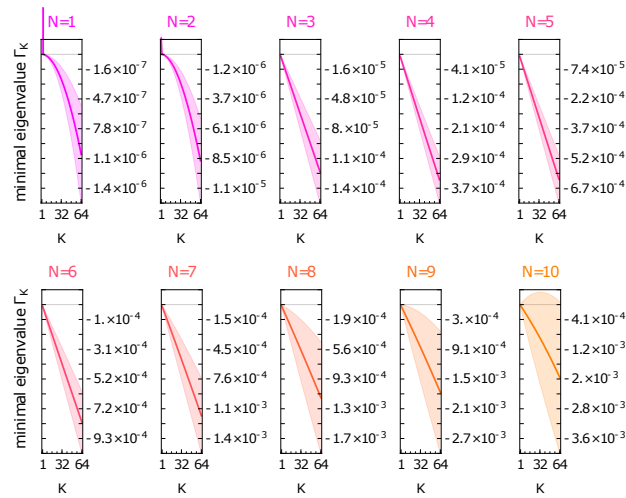 N=1 N=2 N=3 N=4 N=5
minimal eigenvalue Γ_K
-1.6×10⁻⁷ -1.2×10⁻⁶ -1.6×10⁻⁵ -4.1×10⁻⁵ -7.4×10⁻⁵
-4.7×10⁻⁷ -3.7×10⁻⁶ -4.8×10⁻⁵ -1.2×10⁻⁴ -2.2×10⁻⁴
-7.8×10⁻⁷ -6.1×10⁻⁶ -8.×10⁻⁵ -2.1×10⁻⁴ -3.7×10⁻⁴
-1.1×10⁻⁶ -8.5×10⁻⁶ -1.1×10⁻⁴ -2.9×10⁻⁴ -5.2×10⁻⁴
-1.4×10⁻⁶ -1.1×10⁻⁵ -1.4×10⁻⁴ -3.7×10⁻⁴ -6.7×10⁻⁴
1 32 64 1 32 64 1 32 64 1 32 64 1 32 64
K K K K K
N=6 N=7 N=8 N=9 N=10
minimal eigenvalue Γ_K
-1.×10⁻⁴ -1.5×10⁻⁴ -1.9×10⁻⁴ -3×10⁻⁴ -4.1×10⁻⁴
-3.1×10⁻⁴ -4.5×10⁻⁴ -5.6×10⁻⁴ -9.1×10⁻⁴ -1.2×10⁻³
-5.2×10⁻⁴ -7.6×10⁻⁴ -9.3×10⁻⁴ -1.5×10⁻³ -2.×10⁻³
-7.2×10⁻⁴ -1.1×10⁻³ -1.3×10⁻³ -2.1×10⁻³ -2.8×10⁻³
-9.3×10⁻⁴ -1.4×10⁻³ -1.7×10⁻³ -2.7×10⁻³ -3.6×10⁻³
1 32 64 1 32 64 1 32 64 1 32 64 1 32 64
K K K K K